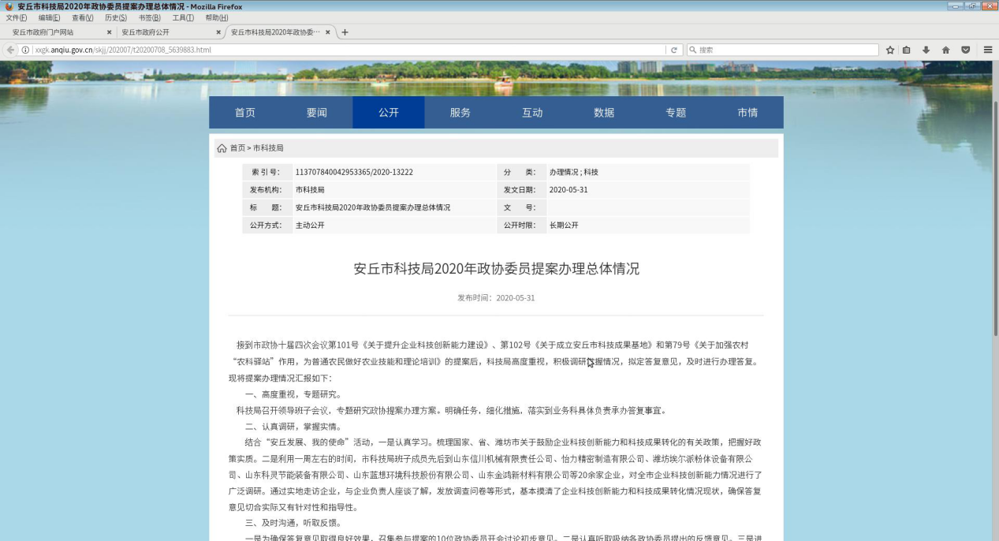 安丘市科技局2020年政协委员提案办理总体情况 - Mozilla Firefox
文件(F) 编辑(E) 查看(V) 历史(S) 书签(B) 工具(T) 帮助(H)
安丘市政府门户网站 × 安丘市政府公开 × 安丘市科技局2020年政协委… × +
xxgk.anqiu.gov.cn/skjj/202007/t20200708_5639883.html 搜索
首页 要闻 公开 服务 互动 数据 专题 市情
首页 > 市科技局
索 引 号: 113707840042953365/2020-13222 分 类: 办理情况 ; 科技
发布机构: 市科技局 发文日期: 2020-05-31
标 题: 安丘市科技局2020年政协委员提案办理总体情况 文 号:
公开方式: 主动公开 公开时限: 长期公开
安丘市科技局2020年政协委员提案办理总体情况
发布时间：2020-05-31
接到市政协十届四次会议第101号《关于提升企业科技创新能力建设》、第102号《关于成立安丘市科技成果基地》和第79号《关于加强农村
“农科驿站”作用，为普通农民做好农业技能和理论培训》的提案后，科技局高度重视，积极调研掌握情况，拟定答复意见，及时进行办理答复。
现将提案办理情况汇报如下：
一、高度重视，专题研究。
科技局召开领导班子会议，专题研究政协提案办理方案。明确任务，细化措施，落实到业务科具体负责承办答复事宜。
二、认真调研，掌握实情。
结合“安丘发展、我的使命”活动，一是认真学习。梳理国家、省、潍坊市关于鼓励企业科技创新能力和科技成果转化的有关政策，把握好政
策实质。二是利用一周左右的时间，市科技局班子成员先后到山东信川机械有限责任公司、怡力精密制造有限公司、潍坊埃尔派粉体设备有限公
司、山东科灵节能装备有限公司、山东蓝想环境科技股份有限公司、山东金鸿新材料有限公司等20余家企业，对全市企业科技创新能力情况进行了
广泛调研。通过实地走访企业，与企业负责人座谈了解，发放调查问卷等形式，基本摸清了企业科技创新能力和科技成果转化情况现状，确保答复
意见切合实际又有针对性和指导性。
三、及时沟通，听取反馈。
一是为确保答复意见取得良好效果，召集参与提案的10位政协委员开会讨论初步意见。二是认真听取吸纳各政协委员提出的反馈意见。三是进